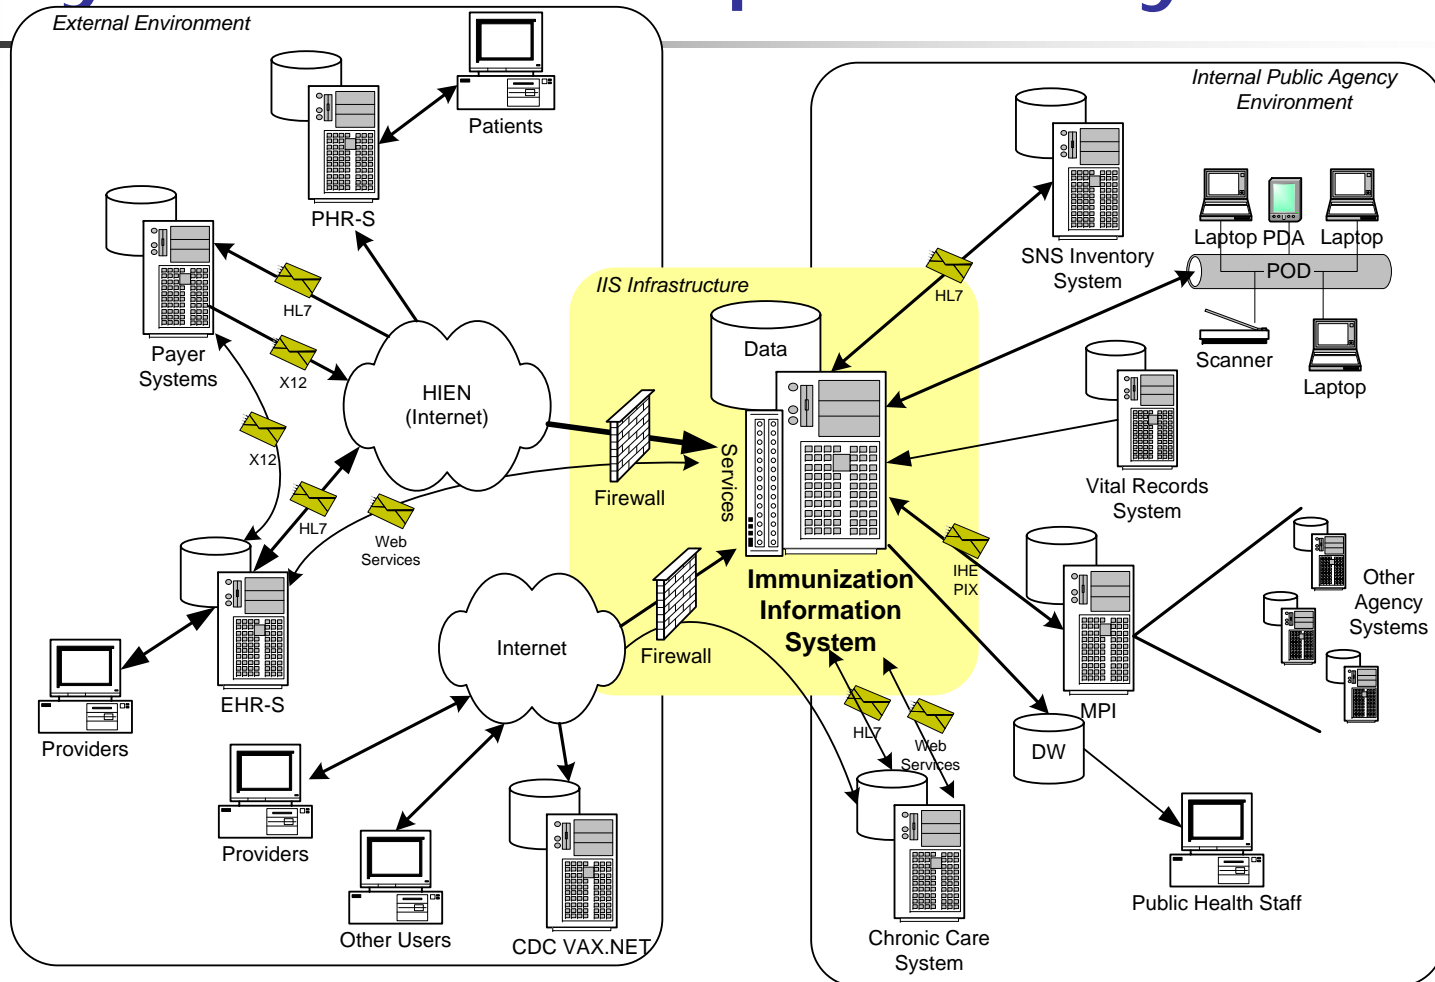 External Environment
Internal Public Agency
Environment
Patients
PHR-S
Laptop
PDA
Laptop
POD
SNS Inventory
System
HL7
Scanner
Laptop
IIS Infrastructure
HL7
Payer
Systems
X12
Data
HIEN
(Internet)
X12
Services
Firewall
Vital Records
System
HL7
Web
Services
IHE
PIX
Immunization
Information
System
Other
Agency
Systems
Internet
Firewall
EHR-S
MPI
Providers
HL7
Web
Services
DW
Providers
Public Health Staff
Other Users
CDC VAX.NET
Chronic Care
System